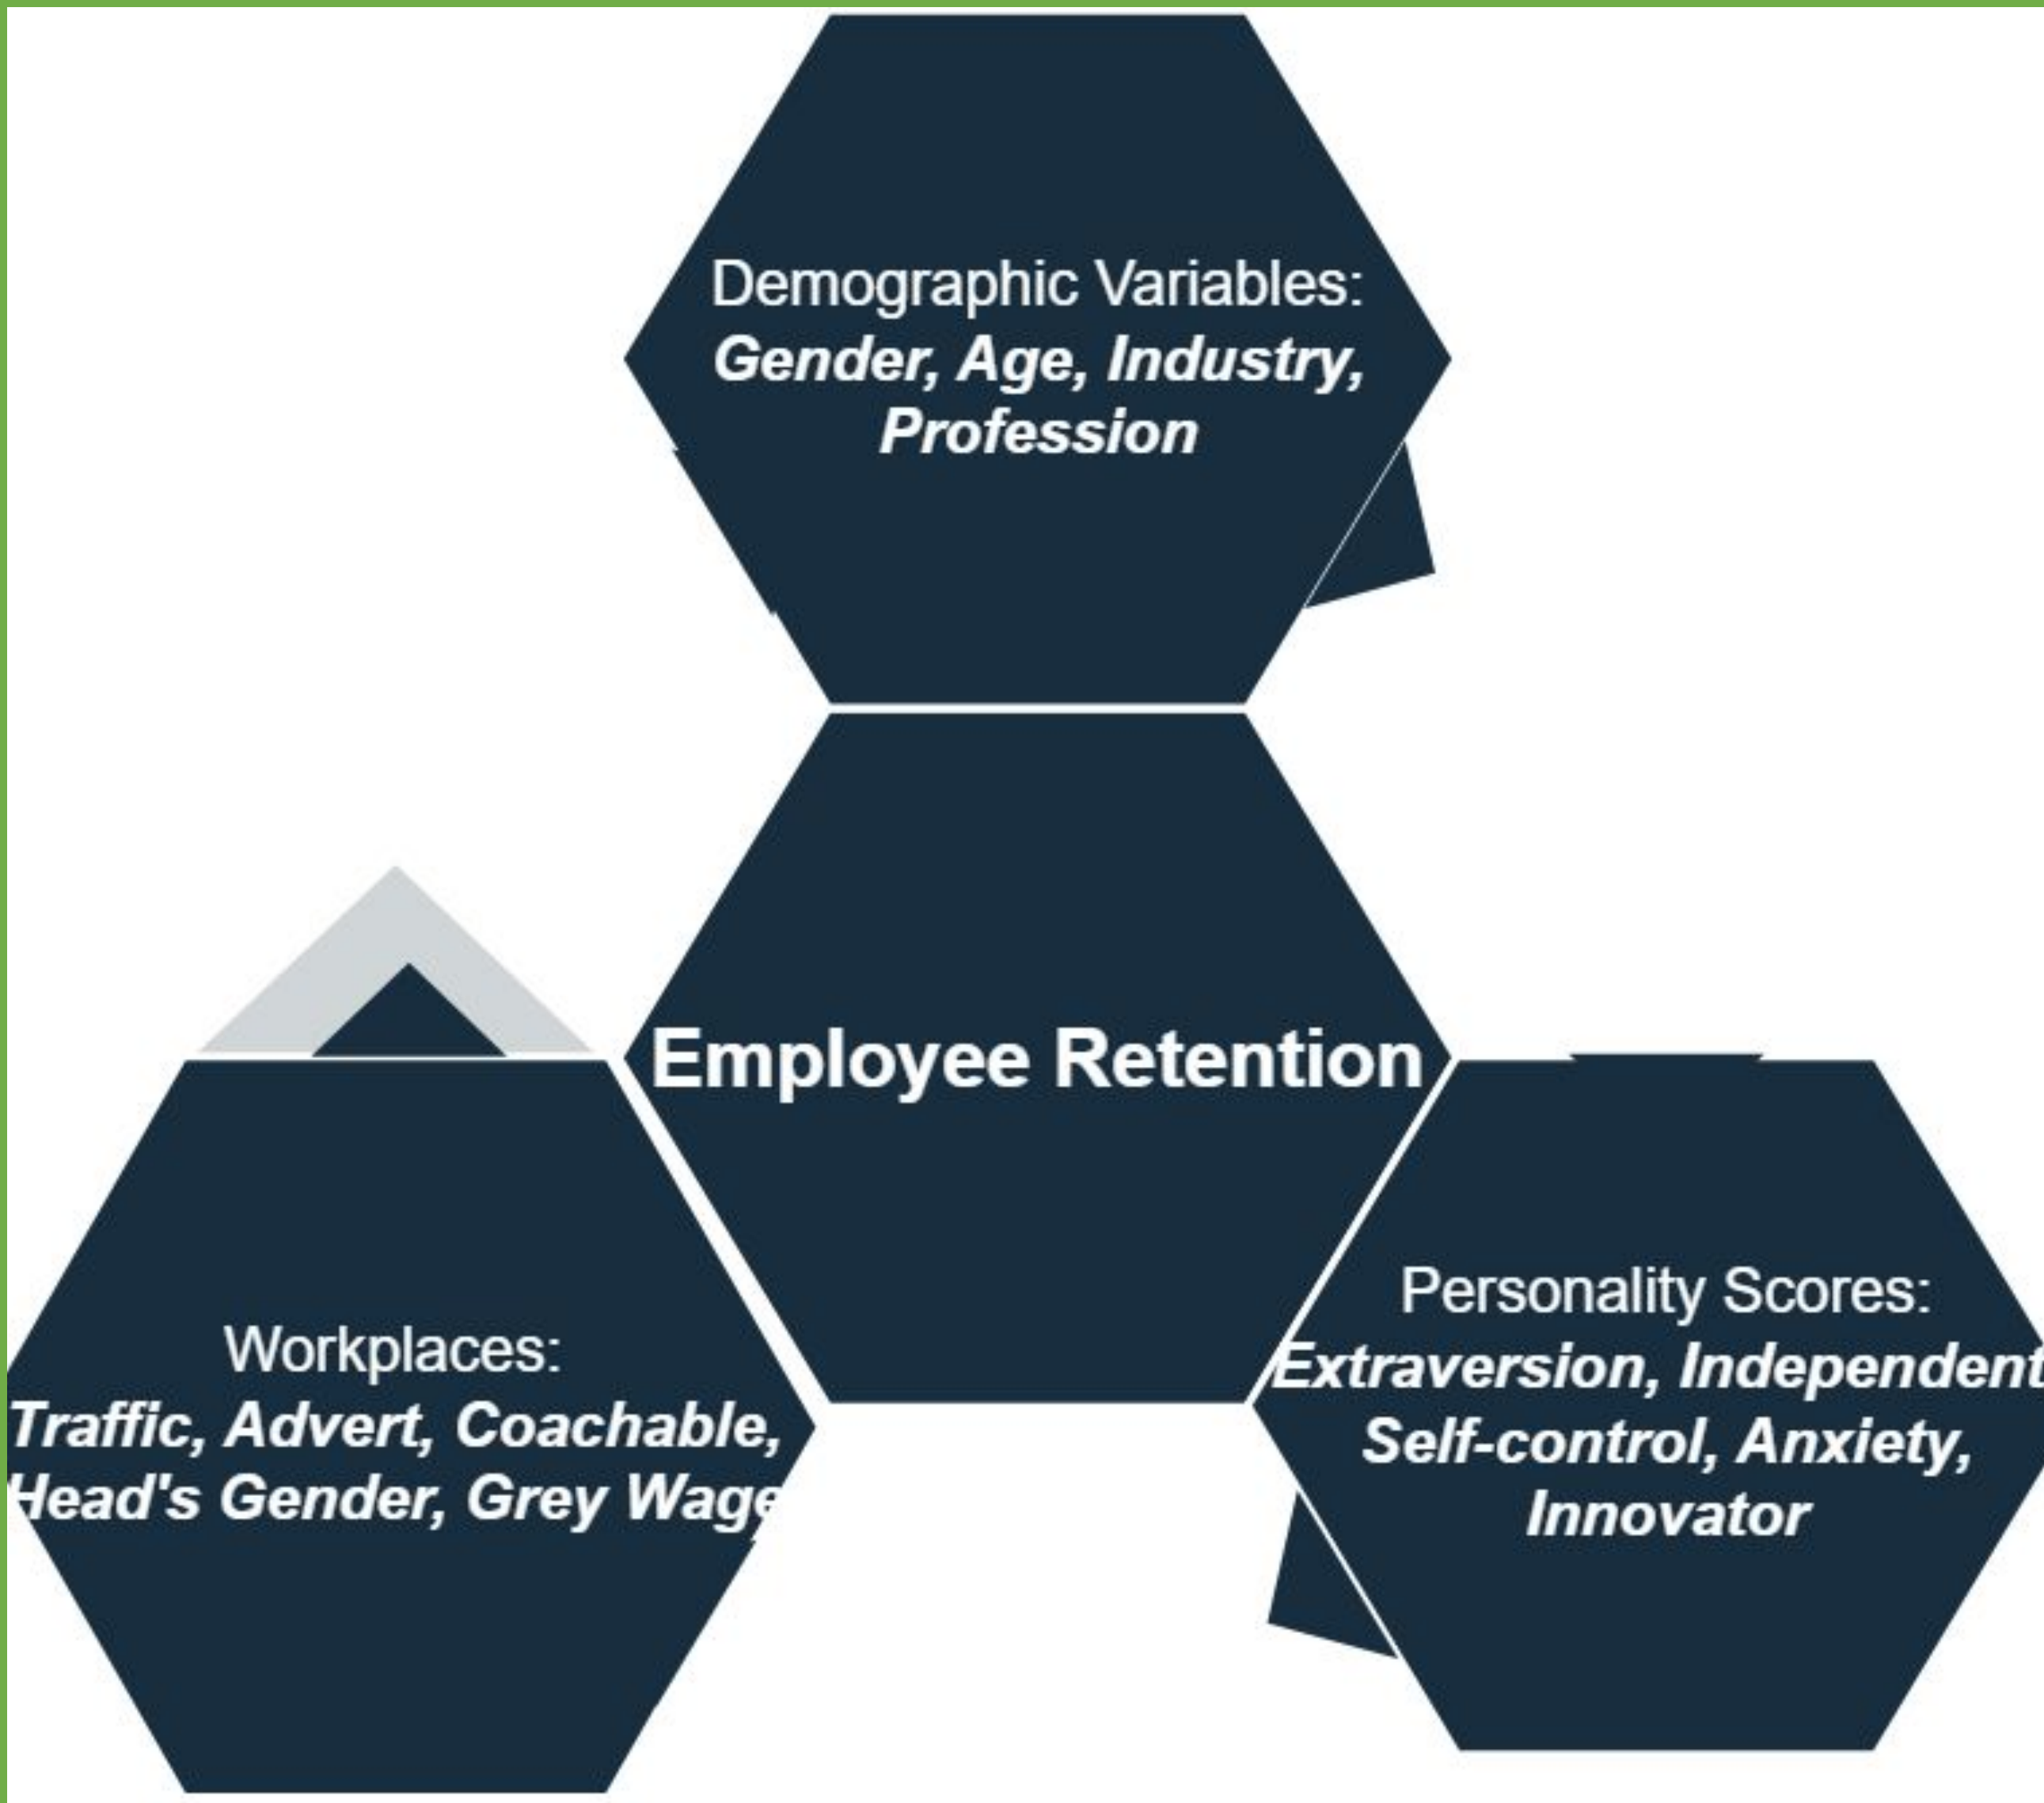 Demographic Variables:
Gender, Age, Industry,
Profession
Employee Retention
Workplaces:
Traffic, Advert, Coachable,
Head's Gender, Grey Wage
Personality Scores:
Extraversion, Independent
Self-control, Anxiety,
Innovator